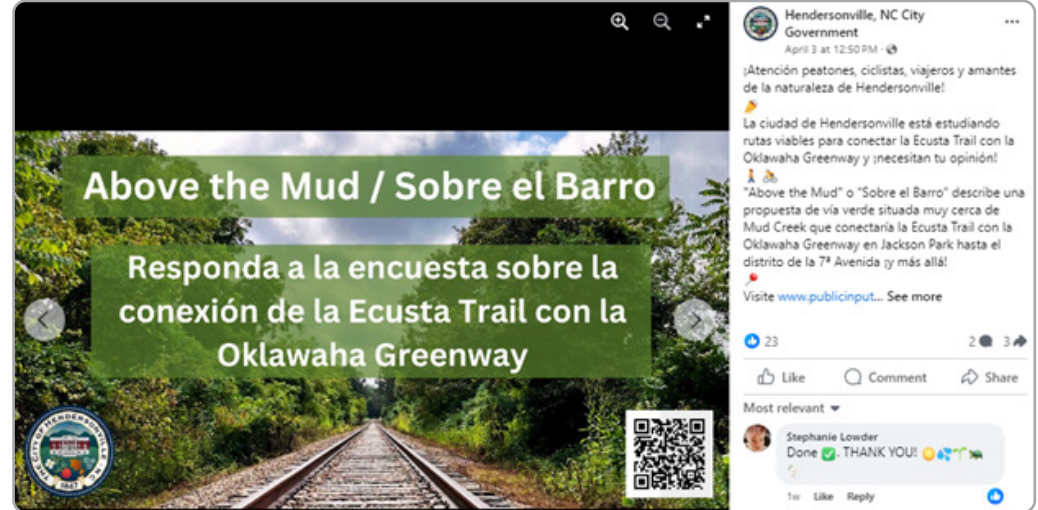 Above the Mud / Sobre el Barro
Responda a la encuesta sobre la
conexión de la Ecusta Trail con la
Oklawaha Greenway
THE CITY OF HENDERSONVILLE N.C.
1847
Hendersonville, NC City
Government
April 3 at 12:50 PM
¡Atención peatones, ciclistas, viajeros y amantes
de la naturaleza de Hendersonville!
La ciudad de Hendersonville está estudiando
rutas viables para conectar la Ecusta Trail con la
Oklawaha Greenway y ¡necesitan tu opinión!
"Above the Mud" o "Sobre el Barro" describe una
propuesta de vía verde situada muy cerca de
Mud Creek que conectaría la Ecusta Trail con la
Oklawaha Greenway en Jackson Park hasta el
distrito de la 7ª Avenida ¡y más allá!
Visite www.publicinput... See more
23
2 3
Like Comment Share
Most relevant
Stephanie Lowder
Done ✅. THANK YOU!
1w Like Reply